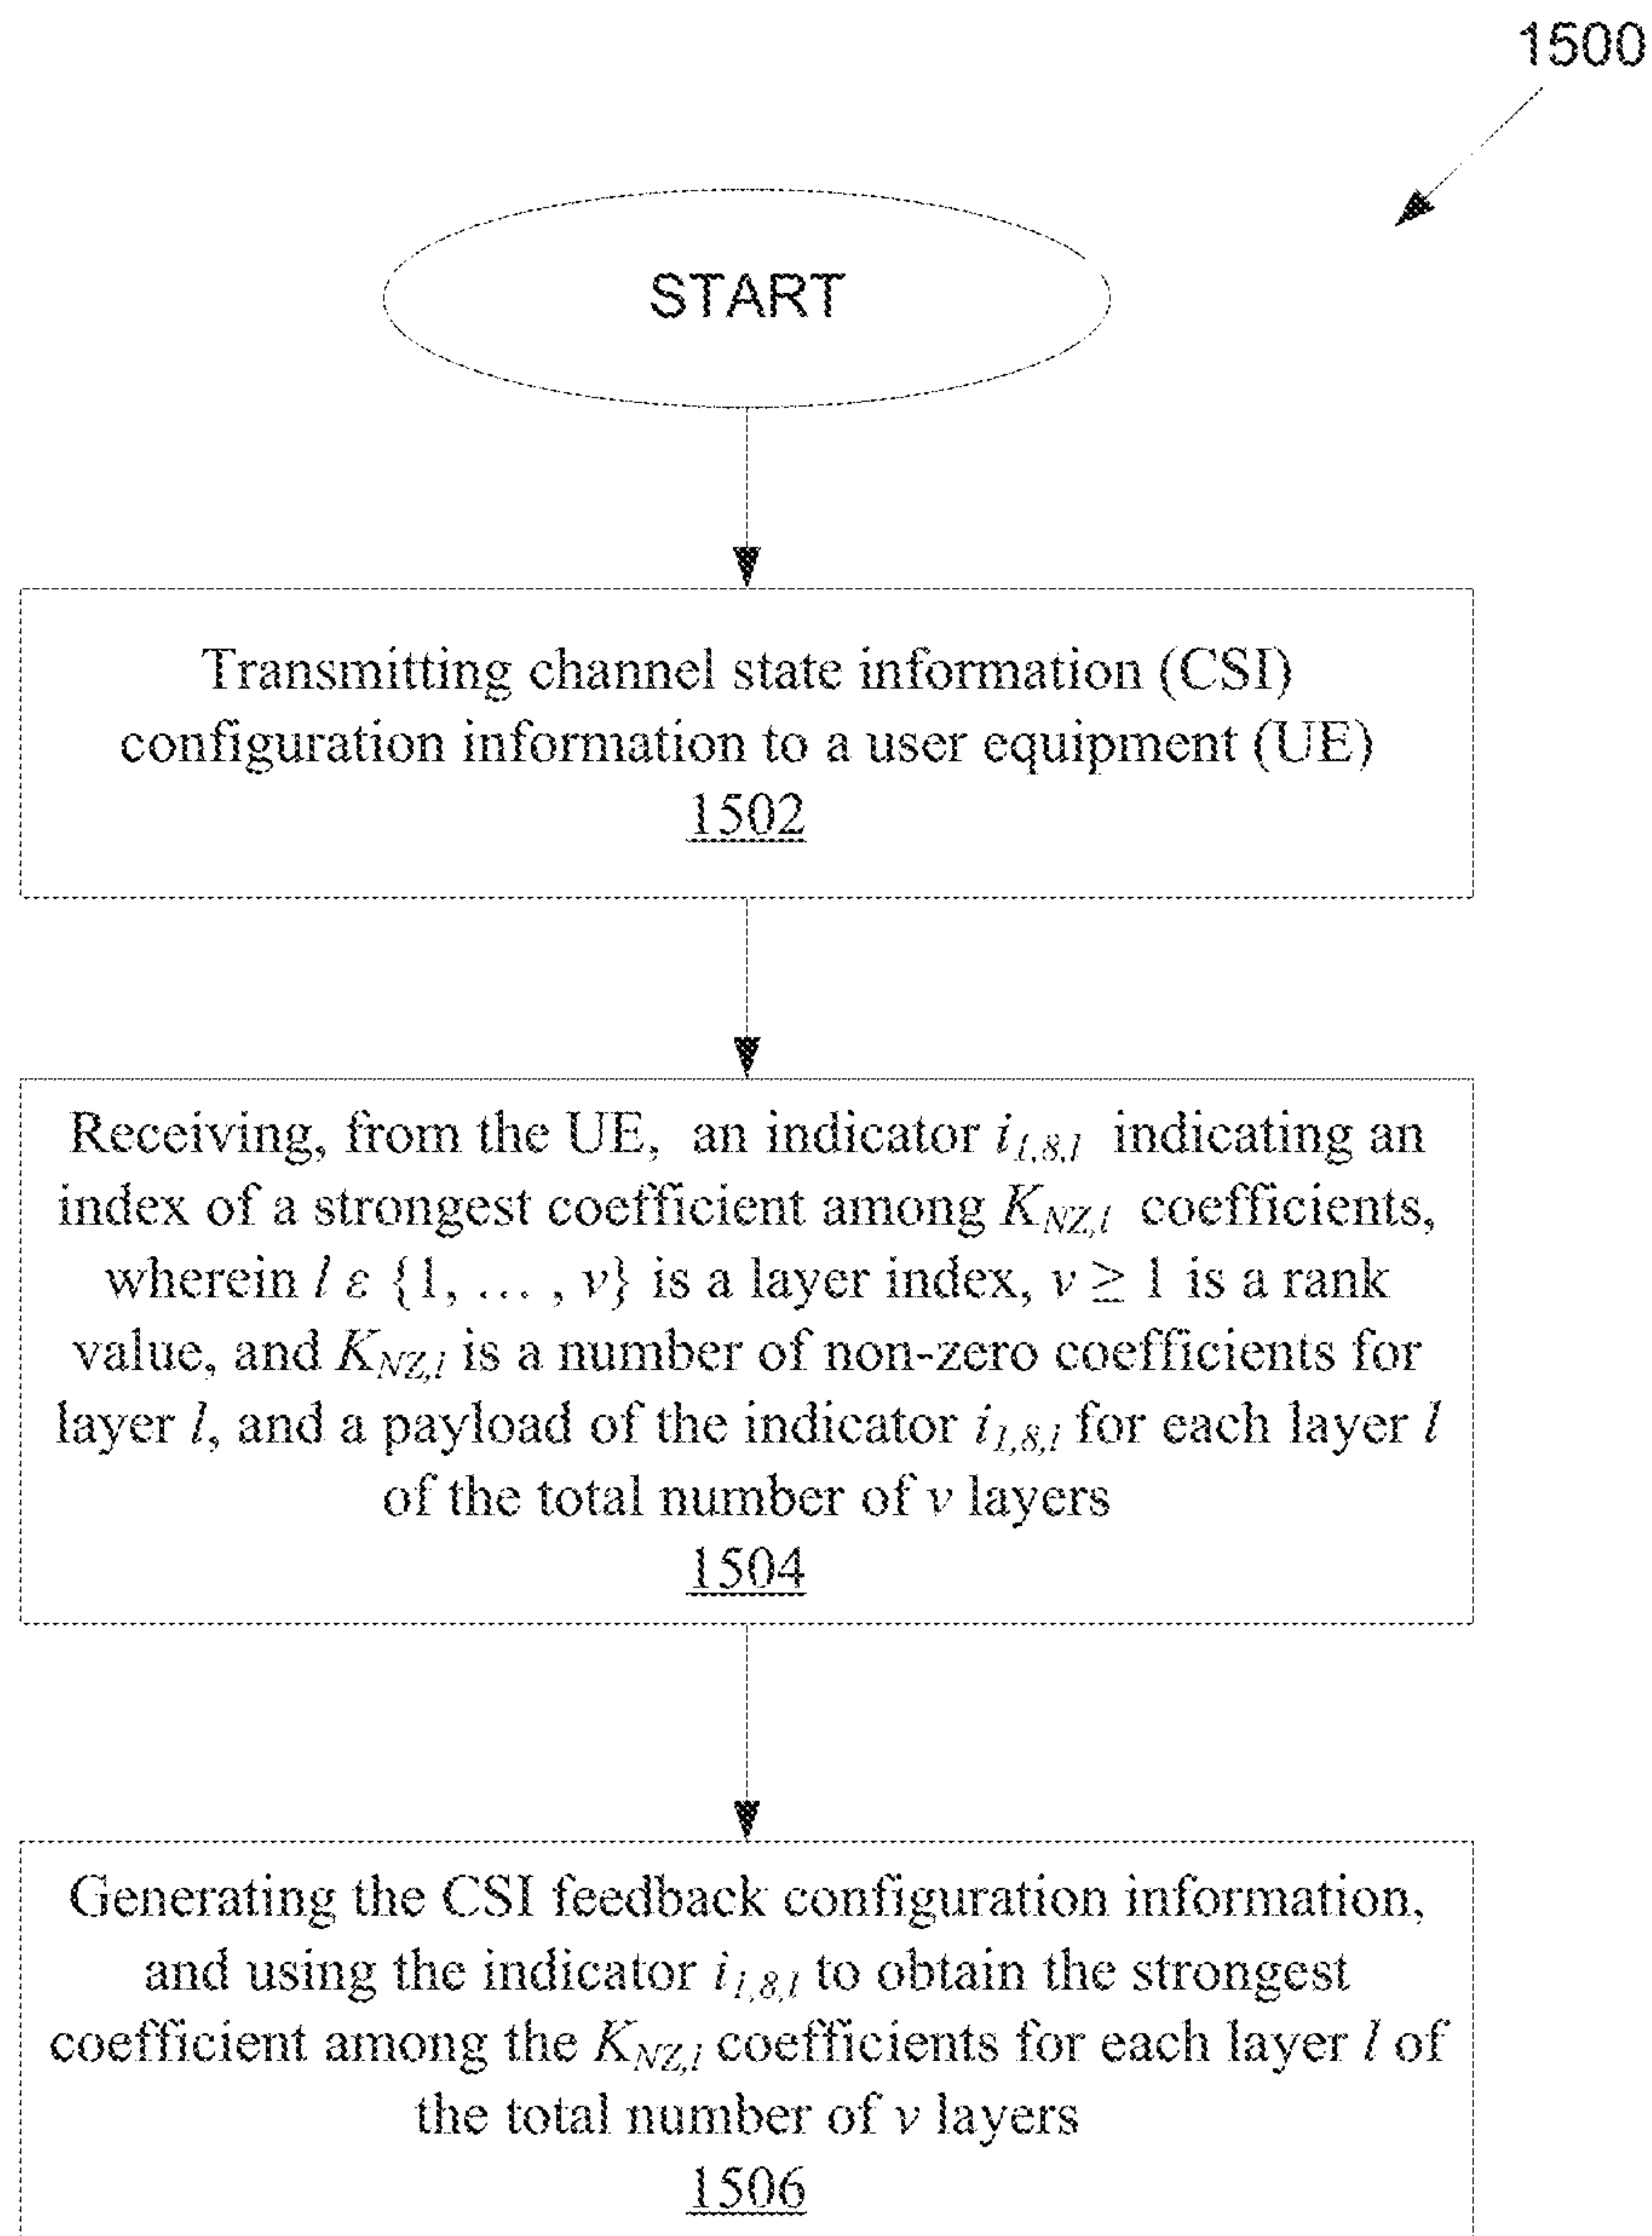 1500
START
Transmitting channel state information (CSI)
configuration information to a user equipment (UE)
1502
Receiving, from the UE, an indicator i1,8,l indicating an
index of a strongest coefficient among KNZ,l coefficients,
wherein l ε {1, … , v} is a layer index, v ≥ 1 is a rank
value, and KNZ,l is a number of non-zero coefficients for
layer l, and a payload of the indicator i1,8,l for each layer l
of the total number of v layers
1504
Generating the CSI feedback configuration information,
and using the indicator i1,8,l to obtain the strongest
coefficient among the KNZ,l coefficients for each layer l of
the total number of v layers
1506